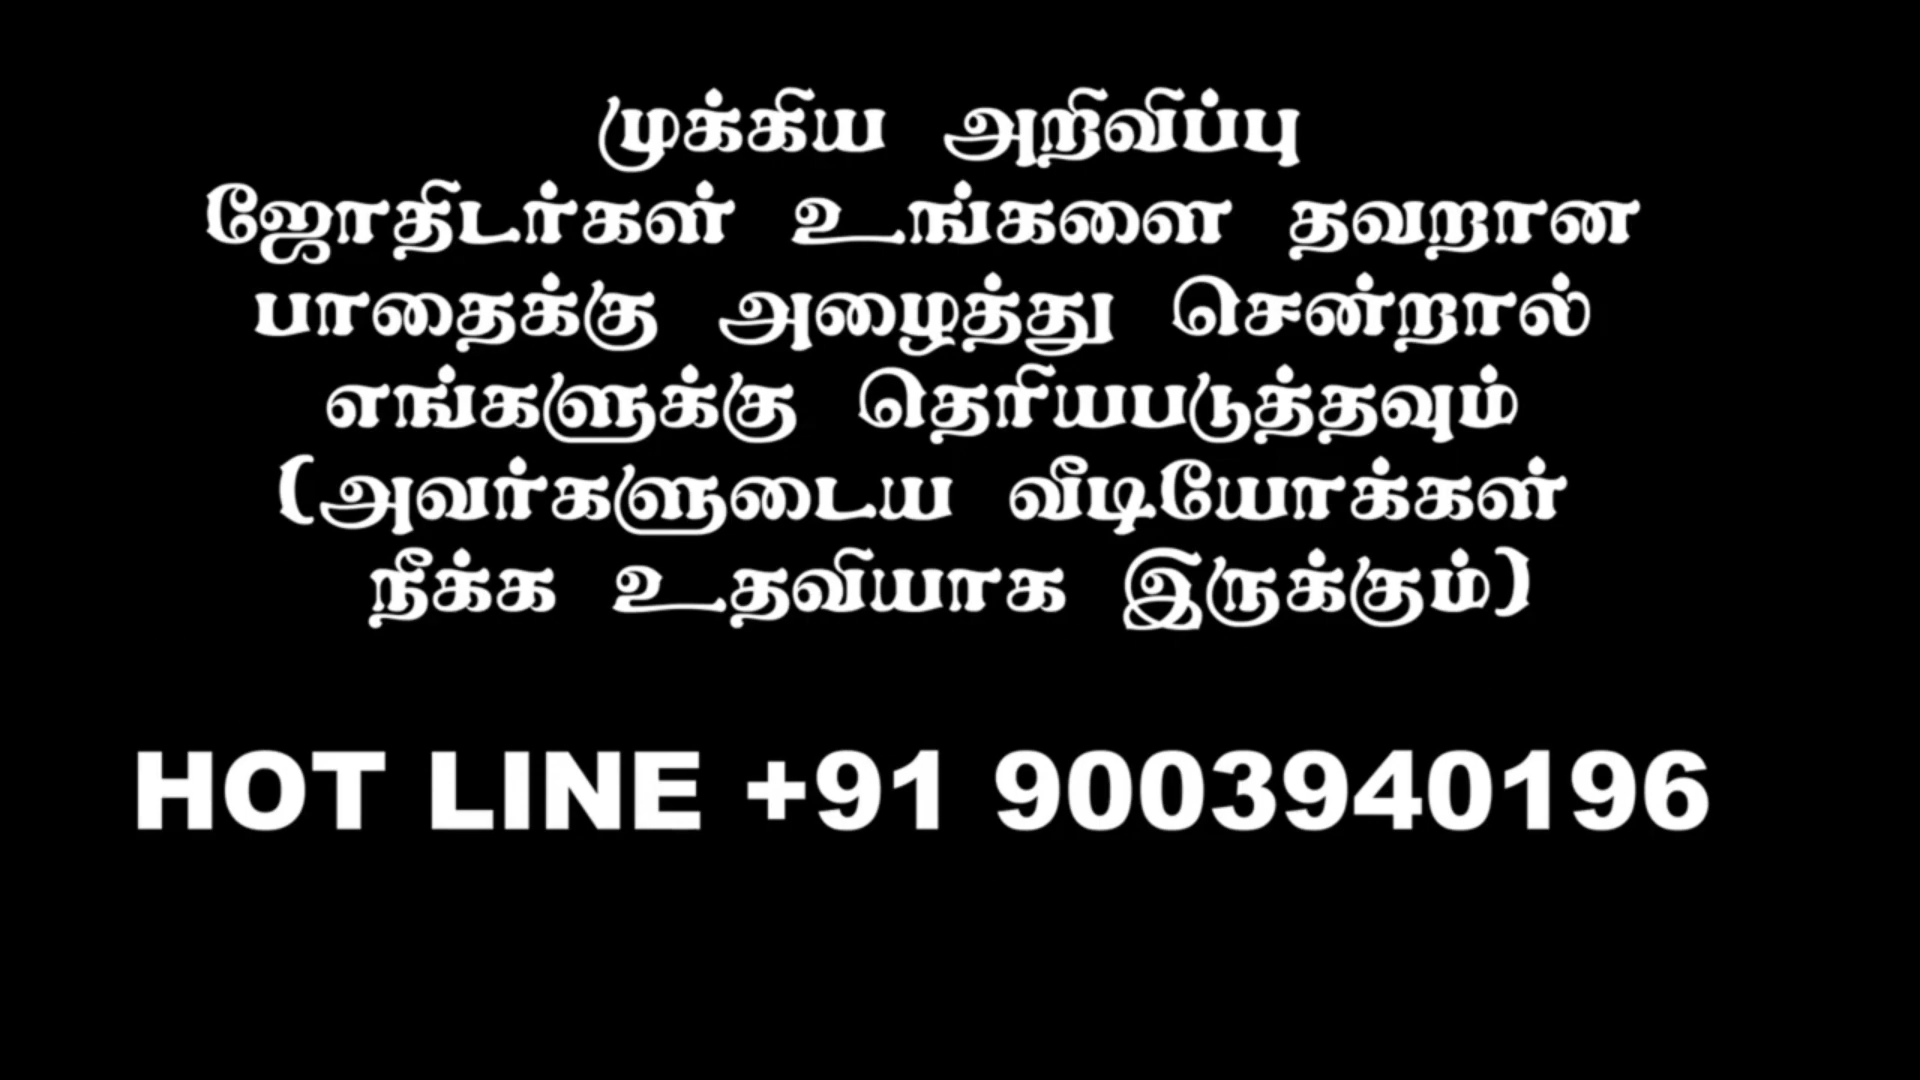 முக்கிய அறிவிப்பு
ஜோதிடர்கள் உங்களை தவறான
பாதைக்கு அழைத்து சென்றால்
எங்களுக்கு தெரியபடுத்தவும்
(அவர்களுடைய வீடியோக்கள்
நீக்க உதவியாக இருக்கும்)
HOT LINE +91 9003940196